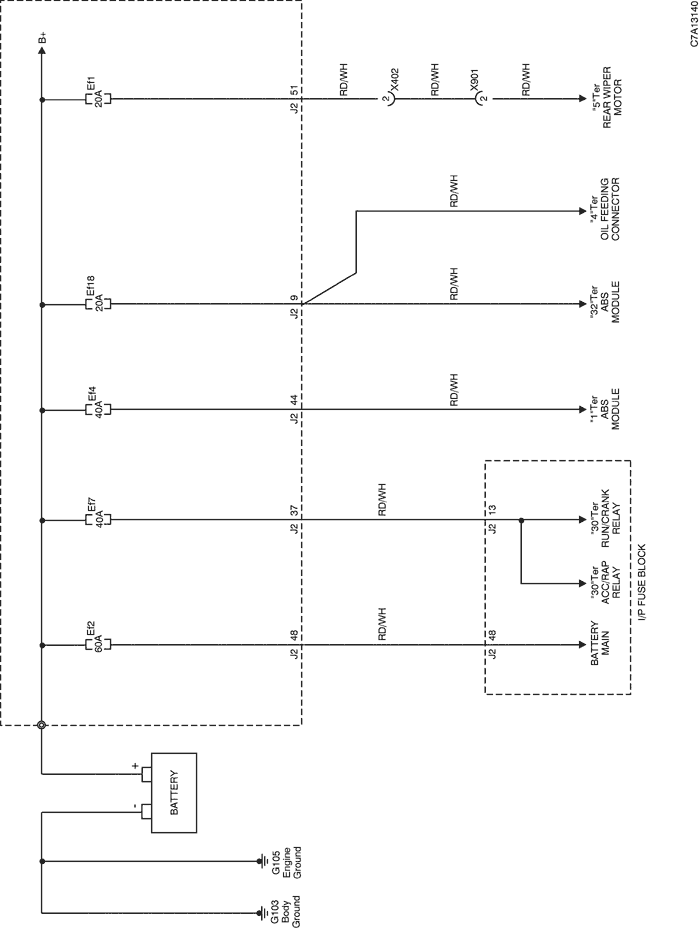 B+
Ef2
60A
Ef7
40A
Ef4
40A
Ef18
20A
Ef1
20A
- +
BATTERY
G103
Body
Ground
G105
Engine
Ground
J2 48
J2 37
J2 44
J2 9
J2 51
RD/WH
RD/WH
RD/WH
RD/WH
RD/WH
RD/WH
2 X402
RD/WH
2 X901
RD/WH
J2 48
J2 13
BATTERY
MAIN
"30"Ter
ACC/RAP
RELAY
"30"Ter
RUN/CRANK
RELAY
"1"Ter
ABS
MODULE
"32"Ter
ABS
MODULE
"4"Ter
OIL FEEDING
CONNECTOR
"5"Ter
REAR WIPER
MOTOR
I/P FUSE BLOCK
C7A13140